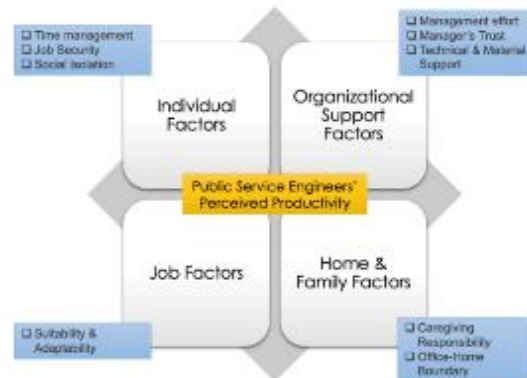 ❑ Time management
❑ Job Security
❑ Social Isolation
❑ Management effort
❑ Manager's Trust
❑ Technical & Material
Support
Individual
Factors
Organizational
Support
Factors
Public Service Engineers'
Perceived Productivity
Job Factors
Home &
Family Factors
❑ Suitability &
Adaptability
❑ Caregiving
Responsibility
❑ Office-Home
Boundary